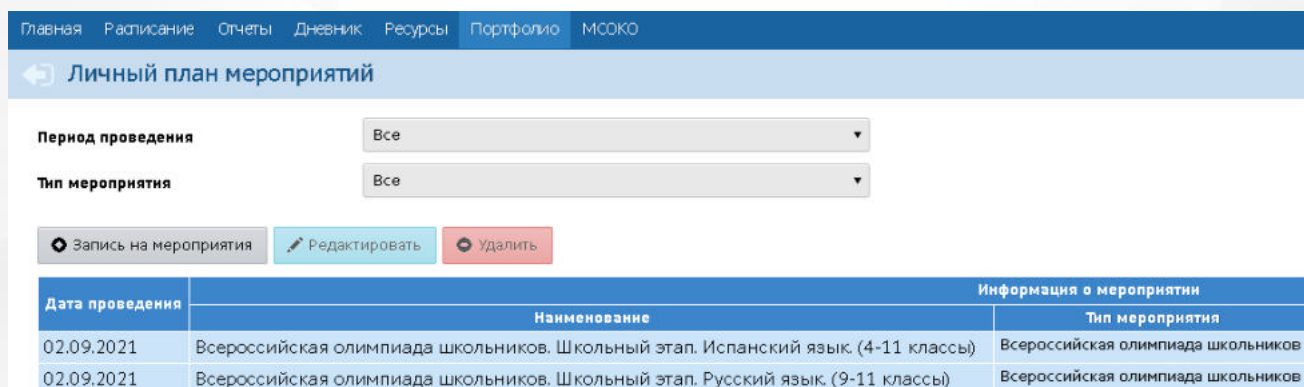 Главная Расписание Отчеты Дневник Ресурсы Портфолио МСОКО
Личный план мероприятий
Период проведения Все
Тип мероприятия Все
Запись на мероприятия Редактировать Удалить
Информация о мероприятии
Дата проведения
Наименование Тип мероприятия
02.09.2021 Всероссийская олимпиада школьников. Школьный этап. Испанский язык. (4-11 классы) Всероссийская олимпиада школьников
02.09.2021 Всероссийская олимпиада школьников. Школьный этап. Русский язык. (9-11 классы) Всероссийская олимпиада школьников